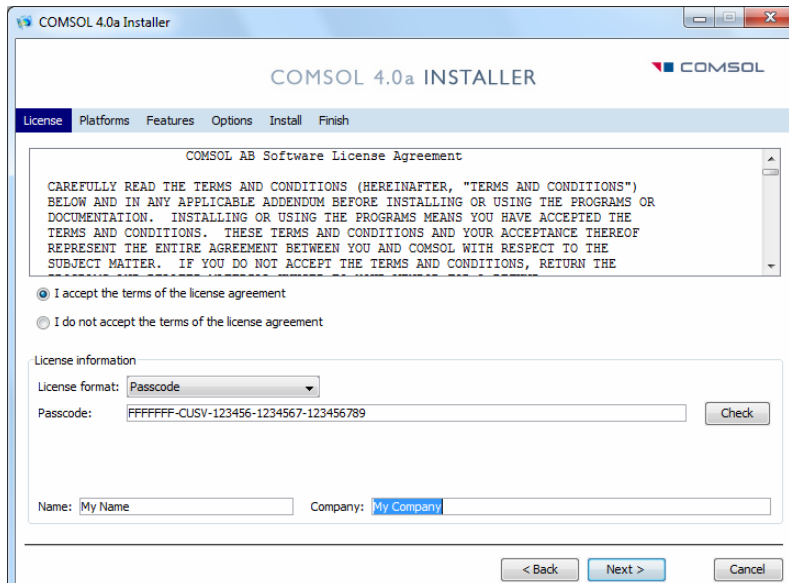 COMSOL 4.0a Installer
COMSOL 4.0a INSTALLER
COMSOL
License Platforms Features Options Install Finish
COMSOL AB Software License Agreement
CAREFULLY READ THE TERMS AND CONDITIONS (HEREINAFTER, "TERMS AND CONDITIONS")
BELOW AND IN ANY APPLICABLE ADDENDUM BEFORE INSTALLING OR USING THE PROGRAMS OR
DOCUMENTATION. INSTALLING OR USING THE PROGRAMS MEANS YOU HAVE ACCEPTED THE
TERMS AND CONDITIONS. THESE TERMS AND CONDITIONS AND YOUR ACCEPTANCE THEREOF
REPRESENT THE ENTIRE AGREEMENT BETWEEN YOU AND COMSOL WITH RESPECT TO THE
SUBJECT MATTER. IF YOU DO NOT ACCEPT THE TERMS AND CONDITIONS, RETURN THE
I accept the terms of the license agreement
I do not accept the terms of the license agreement
License information
License format: Passcode
Passcode: FFFFFFF-CUSV-123456-1234567-123456789 Check
Name: My Name Company: My Company
< Back Next > Cancel